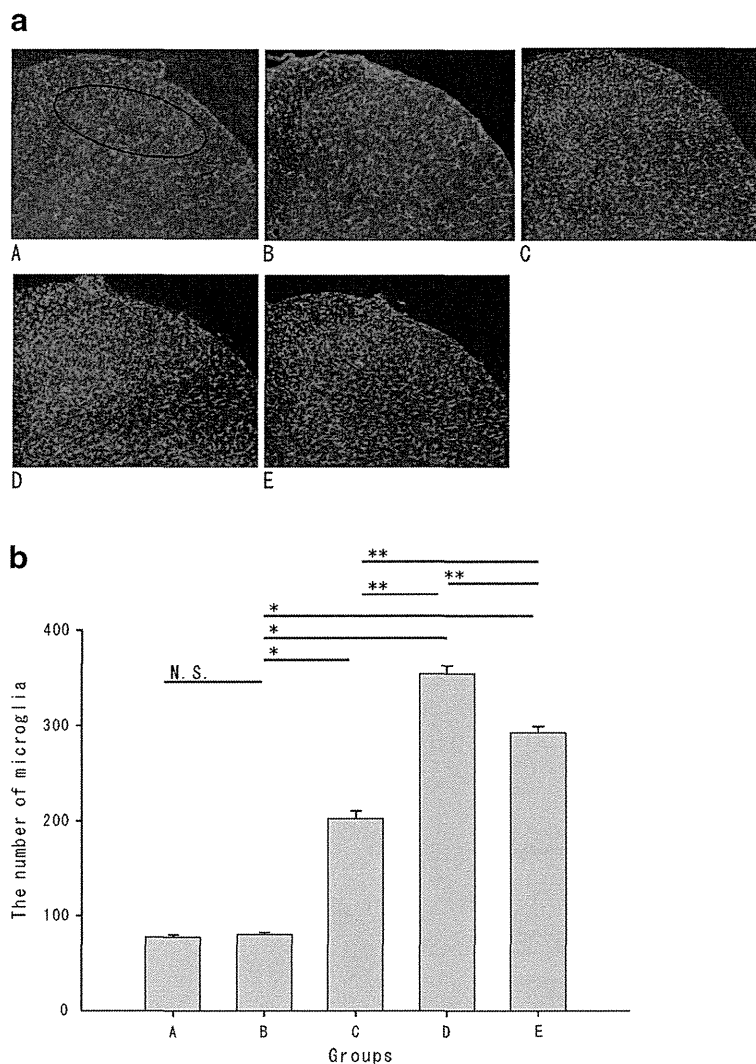 a
A
B
C
D
E
b
**
** **
*
*
*
N.S.
400
300
200
100
0
The number of microglia
A B C D E
Groups